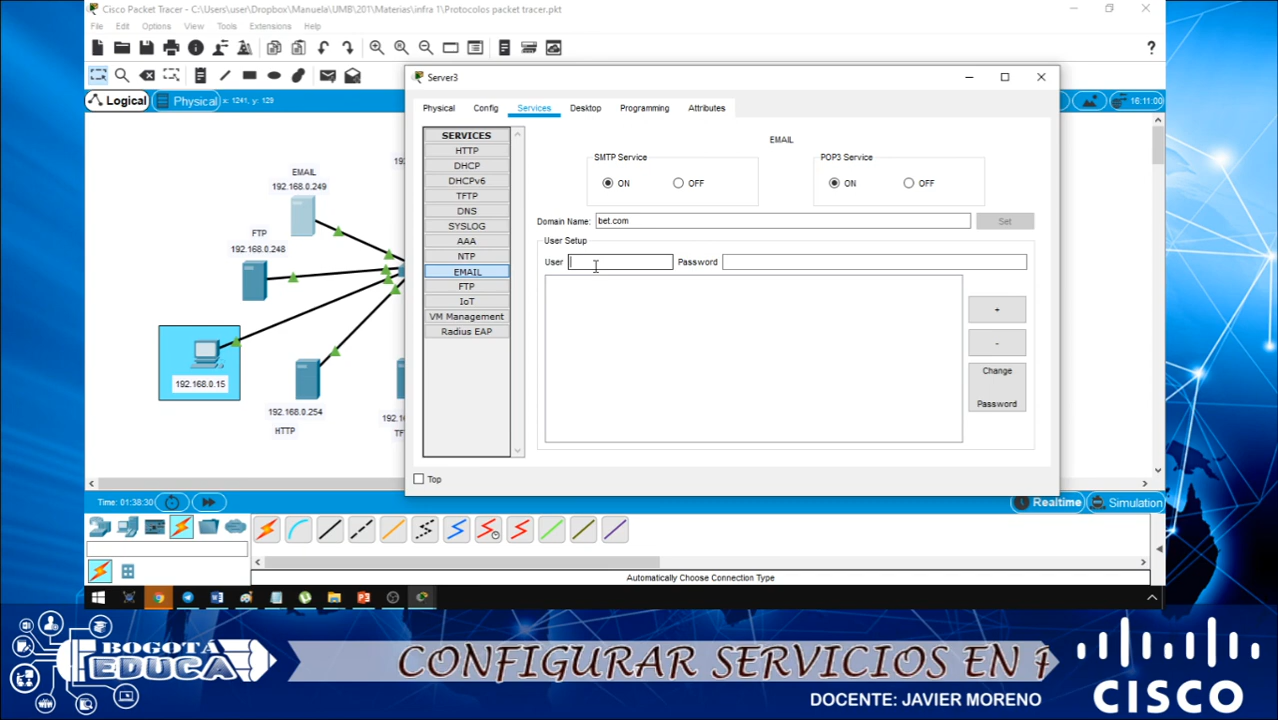 Cisco Packet Tracer - C:\Users\user\Dropbox\Manuela\UMB\201\Materias\infra 1\Protocolos packet tracer.pkt
File Edit Options View Tools Extensions Help
?
Logical Physical x: 1241, y: 129
16:11:00
EMAIL
192.168.0.249
FTP
192.168.0.248
192.168.0.15
192.168.0.254
HTTP
19
192.1
TF
Server3
Physical Config Services Desktop Programming Attributes
SERVICES
HTTP
DHCP
DHCPv6
TFTP
DNS
SYSLOG
AAA
NTP
EMAIL
FTP
IoT
VM Management
Radius EAP
EMAIL
SMTP Service
ON OFF
POP3 Service
ON OFF
Domain Name: bet.com Set
User Setup
User Password
+
-
Change
Password
Top
Time: 01:38:30
Realtime Simulation
Automatically Choose Connection Type
BOGOTÁ
EDUCA
CONFIGURAR SERVICIOS EN
DOCENTE: JAVIER MORENO
CISCO